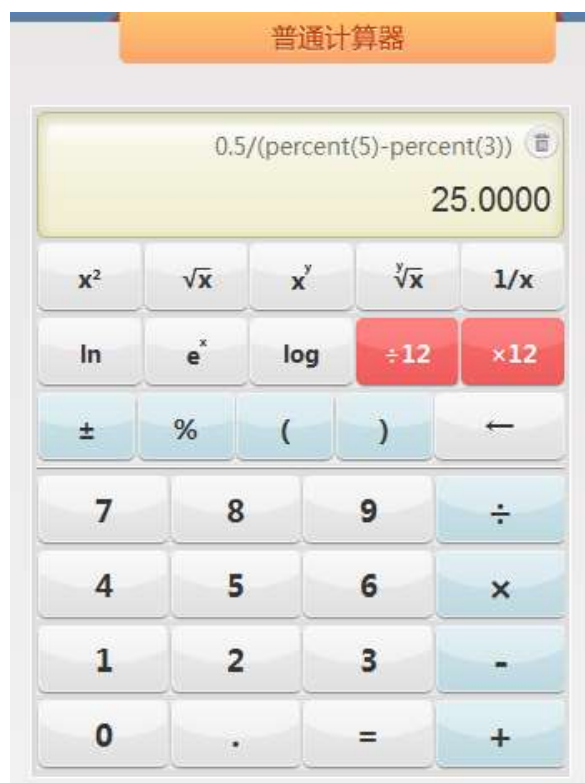 普通计算器
0.5/(percent(5)-percent(3))
25.0000
x² √x xʸ ʸ√x 1/x
ln eˣ log ÷12 ×12
± % ( ) ←
7 8 9 ÷
4 5 6 ×
1 2 3 -
0 . = +